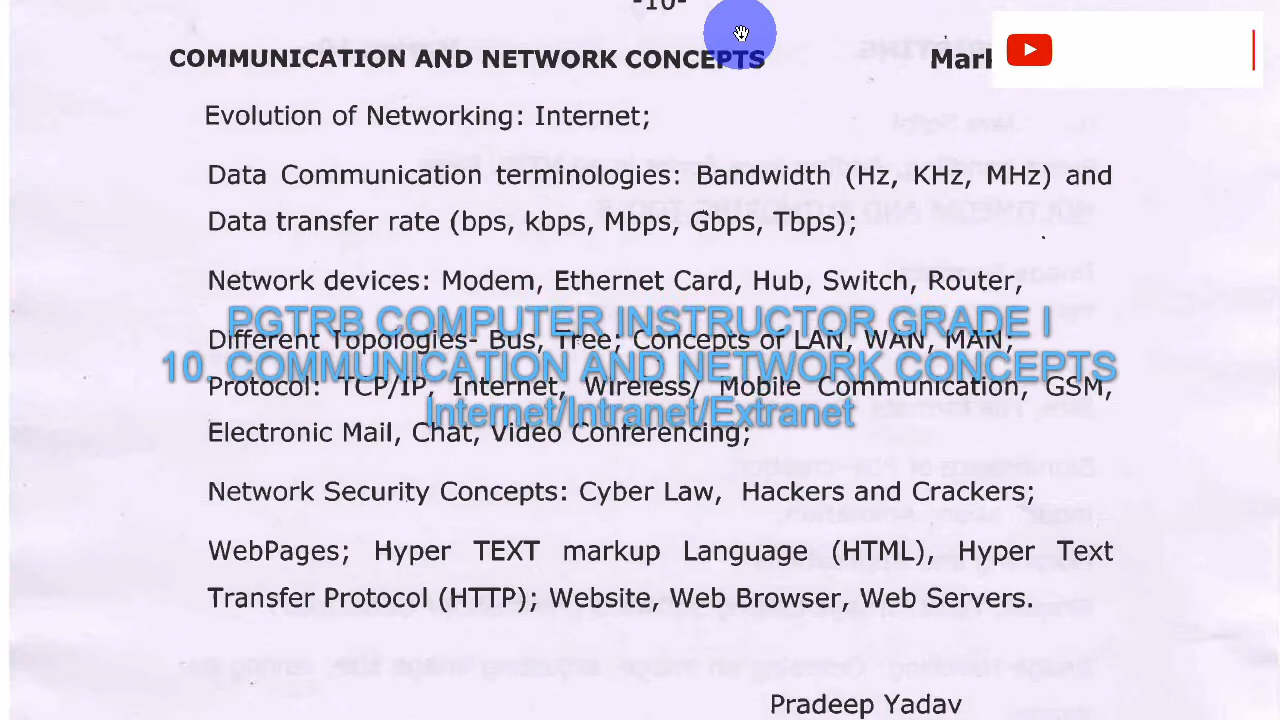 -10-
COMMUNICATION AND NETWORK CONCEPTS Mark
Evolution of Networking: Internet;
Data Communication terminologies: Bandwidth (Hz, KHz, MHz) and
Data transfer rate (bps, kbps, Mbps, Gbps, Tbps);
Network devices: Modem, Ethernet Card, Hub, Switch, Router,
PGTRB COMPUTER INSTRUCTOR GRADE I
Different Topologies- Bus, Tree; Concepts of LAN, WAN, MAN;
10. COMMUNICATION AND NETWORK CONCEPTS
Protocol: TCP/IP, Internet, Wireless/ Mobile Communication, GSM,
Internet/Intranet/Extranet
Electronic Mail, Chat, Video Conferencing;
Network Security Concepts: Cyber Law, Hackers and Crackers;
WebPages; Hyper TEXT markup Language (HTML), Hyper Text
Transfer Protocol (HTTP); Website, Web Browser, Web Servers.
Pradeep Yadav